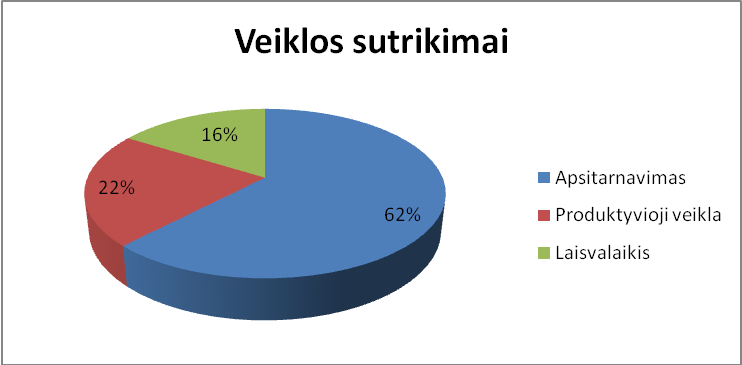 Veiklos sutrikimai
16%
22%
62%
Apsitarnavimas
Produktyvioji veikla
Laisvalaikis